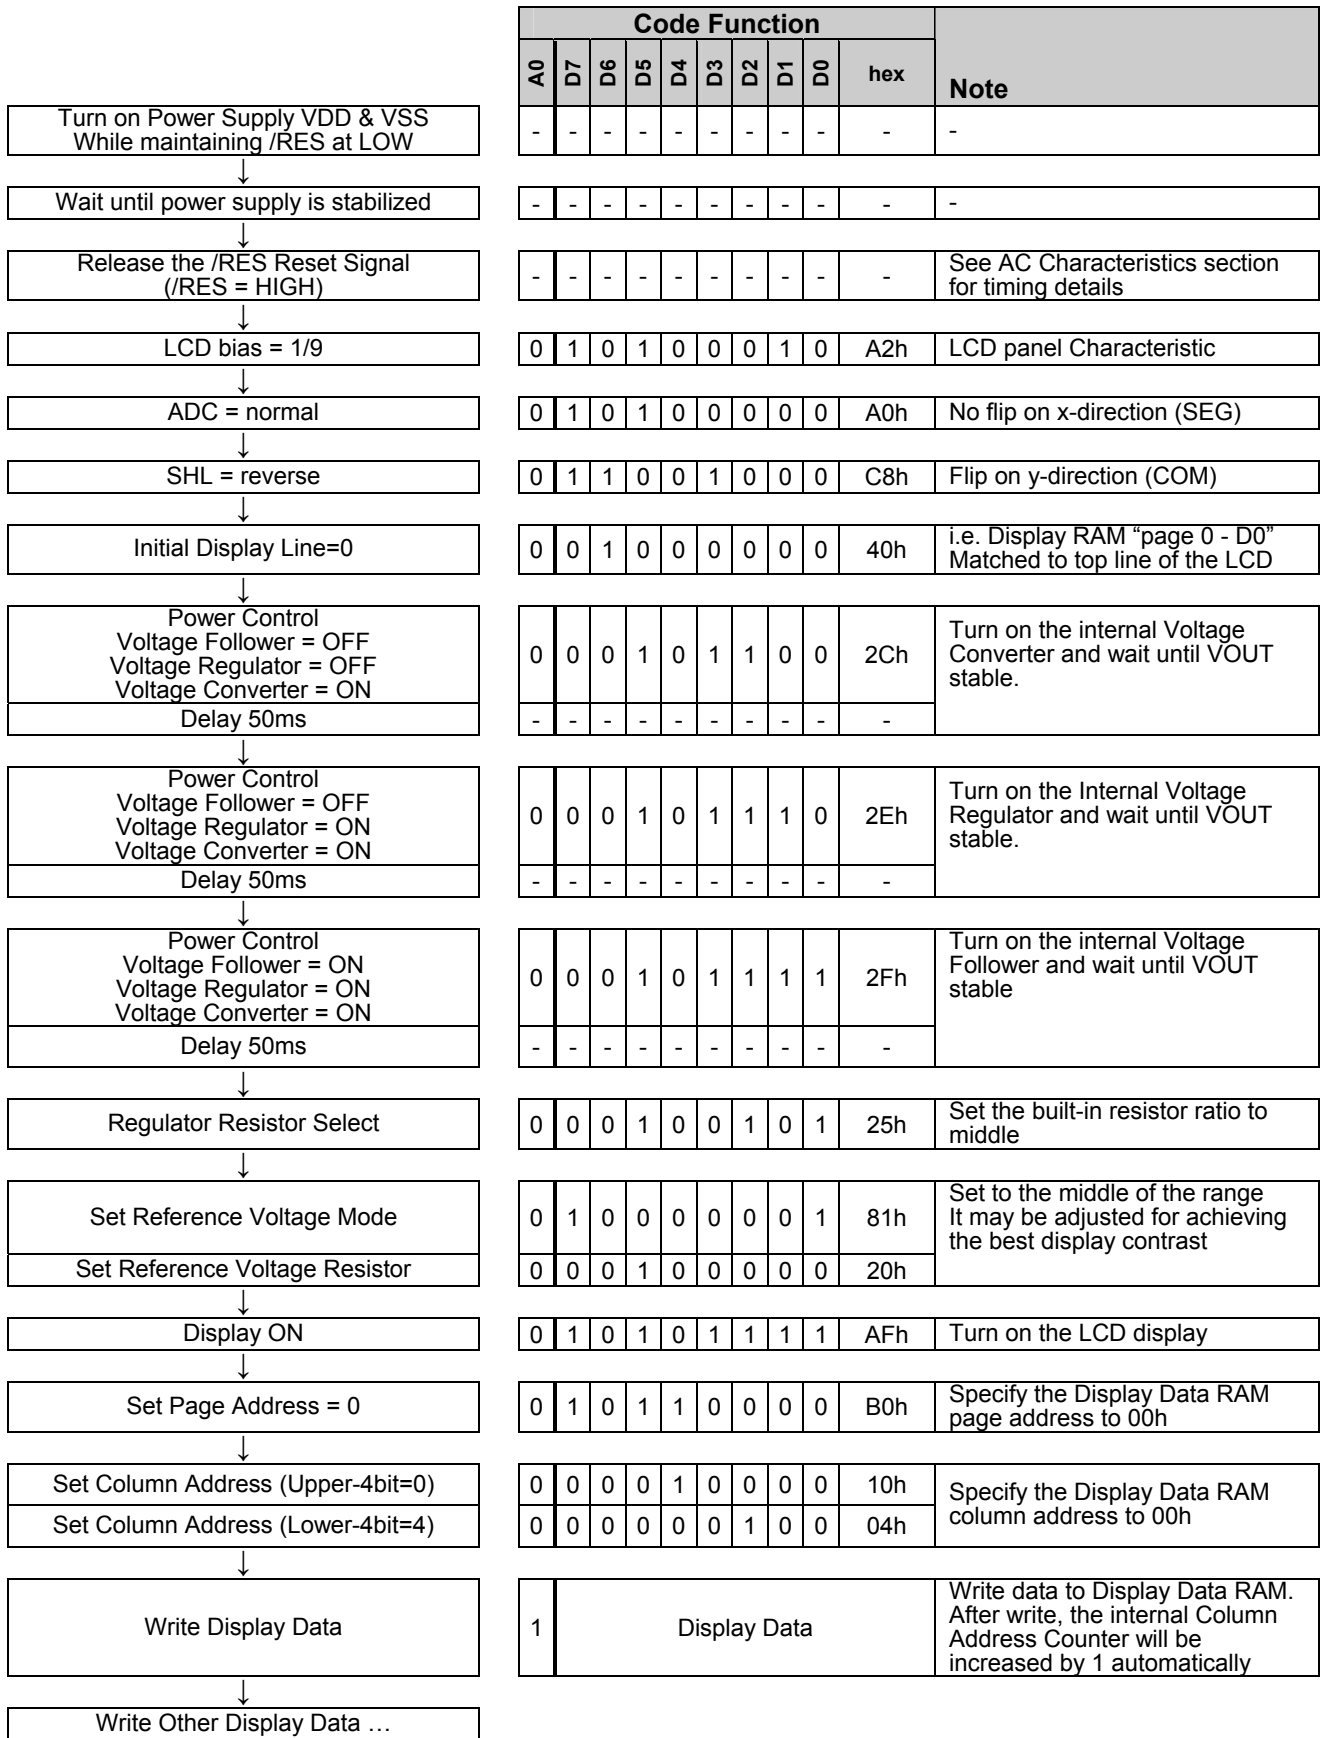 Code Function
A0 D7 D6 D5 D4 D3 D2 D1 D0 hex Note
Turn on Power Supply VDD & VSS
While maintaining /RES at LOW
- - - - - - - - - - -
↓
Wait until power supply is stabilized
- - - - - - - - - - -
↓
Release the /RES Reset Signal
(/RES = HIGH)
- - - - - - - - - -
See AC Characteristics section
for timing details
↓
LCD bias = 1/9
0 1 0 1 0 0 0 1 0 A2h LCD panel Characteristic
↓
ADC = normal
0 1 0 1 0 0 0 0 0 A0h No flip on x-direction (SEG)
↓
SHL = reverse
0 1 1 0 0 1 0 0 0 C8h Flip on y-direction (COM)
↓
Initial Display Line=0
0 0 1 0 0 0 0 0 0 40h
i.e. Display RAM “page 0 - D0”
Matched to top line of the LCD
↓
Power Control
Voltage Follower = OFF
Voltage Regulator = OFF
Voltage Converter = ON
0 0 0 1 0 1 1 0 0 2Ch
Turn on the internal Voltage
Converter and wait until VOUT
stable.
Delay 50ms
- - - - - - - - - -
↓
Power Control
Voltage Follower = OFF
Voltage Regulator = ON
Voltage Converter = ON
0 0 0 1 0 1 1 1 0 2Eh
Turn on the Internal Voltage
Regulator and wait until VOUT
stable.
Delay 50ms
- - - - - - - - - -
↓
Power Control
Voltage Follower = ON
Voltage Regulator = ON
Voltage Converter = ON
0 0 0 1 0 1 1 1 1 2Fh
Turn on the internal Voltage
Follower and wait until VOUT
stable
Delay 50ms
- - - - - - - - - -
↓
Regulator Resistor Select
0 0 0 1 0 0 1 0 1 25h
Set the built-in resistor ratio to
middle
↓
Set Reference Voltage Mode
0 1 0 0 0 0 0 0 1 81h
Set to the middle of the range
It may be adjusted for achieving
the best display contrast
Set Reference Voltage Resistor
0 0 0 1 0 0 0 0 0 20h
↓
Display ON
0 1 0 1 0 1 1 1 1 AFh Turn on the LCD display
↓
Set Page Address = 0
0 1 0 1 1 0 0 0 0 B0h
Specify the Display Data RAM
page address to 00h
↓
Set Column Address (Upper-4bit=0)
0 0 0 0 1 0 0 0 0 10h
Set Column Address (Lower-4bit=4)
0 0 0 0 0 0 1 0 0 04h
Specify the Display Data RAM
column address to 00h
↓
Write Display Data
1 Display Data
Write data to Display Data RAM.
After write, the internal Column
Address Counter will be
increased by 1 automatically
↓
Write Other Display Data …